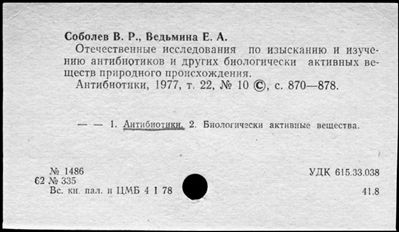 Соболев В. Р., Ведьмина Е. А.
Отечественные исследования по изысканию и изуче-
нию антибиотиков и других биологически активных ве-
ществ природного происхождения.
Антибиотики, 1977, т. 22, № 10 ©, с. 870—878.
— — 1. Антибиотики. 2. Биологически активные вещества.
№ 1486
УДК 615.33.038
62 № 335
Вс. кн. пал. и ЦМБ 4 1 78
41.8